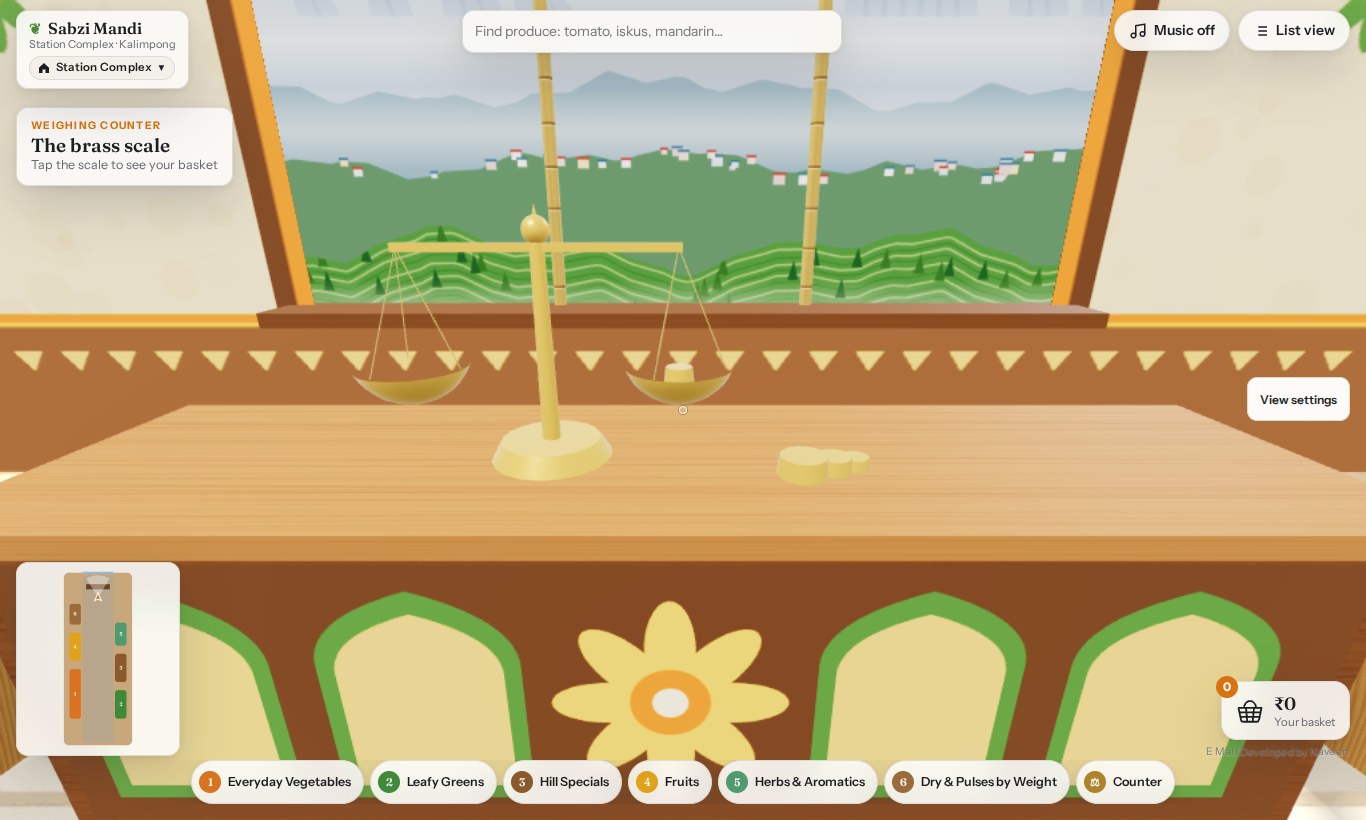 Sabzi Mandi
Station Complex · Kalimpong
Station Complex ▾
Find produce: tomato, iskus, mandarin...
Music off
List view
WEIGHING COUNTER
The brass scale
Tap the scale to see your basket
View settings
0
₹0
Your basket
Developed by
1 Everyday Vegetables
2 Leafy Greens
3 Hill Specials
4 Fruits
5 Herbs & Aromatics
6 Dry & Pulses by Weight
Counter